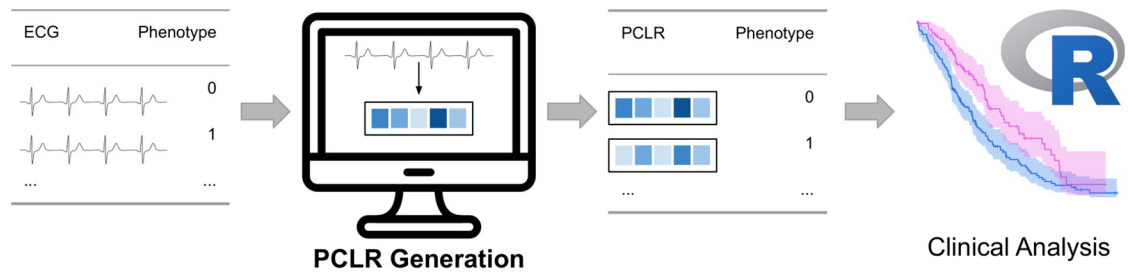 ECG Phenotype
0
1
... ...
PCLR Generation
PCLR Phenotype
0
1
... ...
R
Clinical Analysis